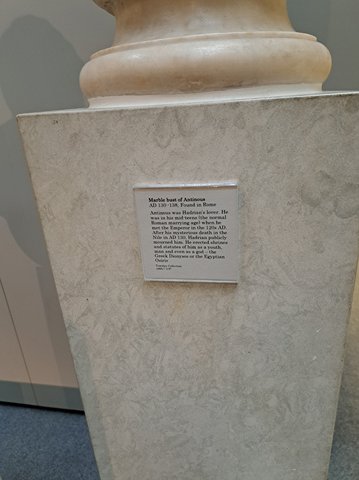 Marble bust of Antinous
AD 130-138. Found in Rome
Antinous was Hadrian's lover. He
was in his mid teens (the normal
Roman marrying age) when he
met the Emperor in the 120s AD.
After his mysterious death in the
Nile in AD 130, Hadrian publicly
mourned him. He erected shrines
and statues of him as a youth,
man and even as a god – the
Greek Dionysos or the Egyptian
Osiris
Townley Collection